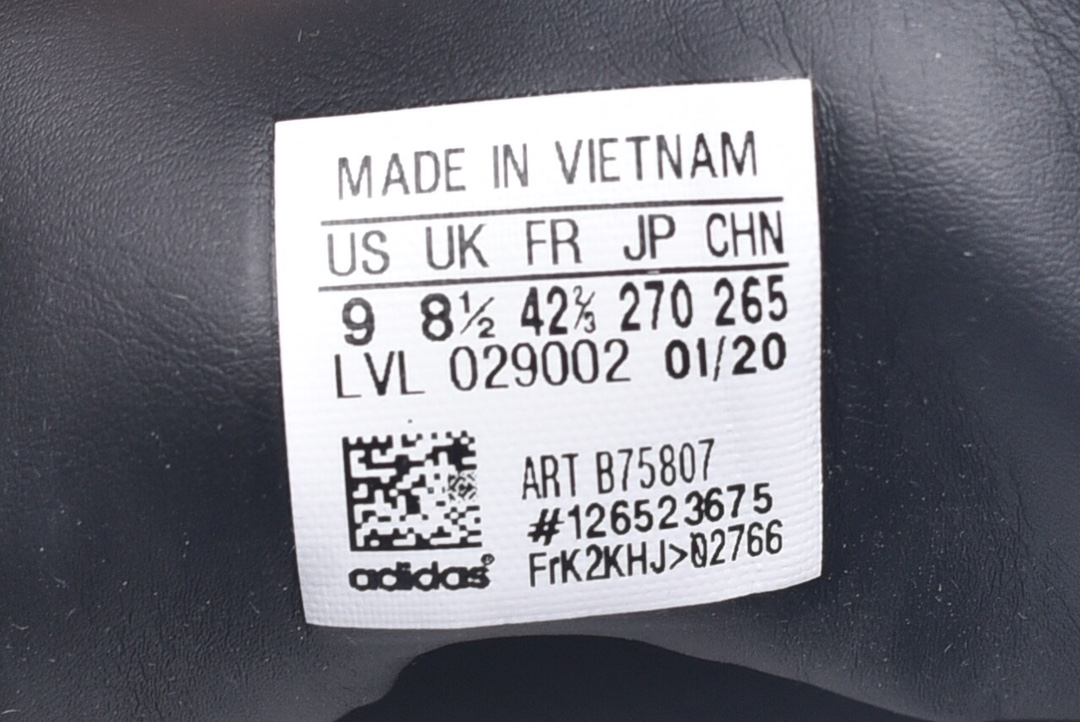 MADE IN VIETNAM
US UK FR JP CHN
9 8½ 42⅔ 270 265
LVL 029002 01/20
ART B75807
#126523675
FrK2KHJ>02766
adidas®